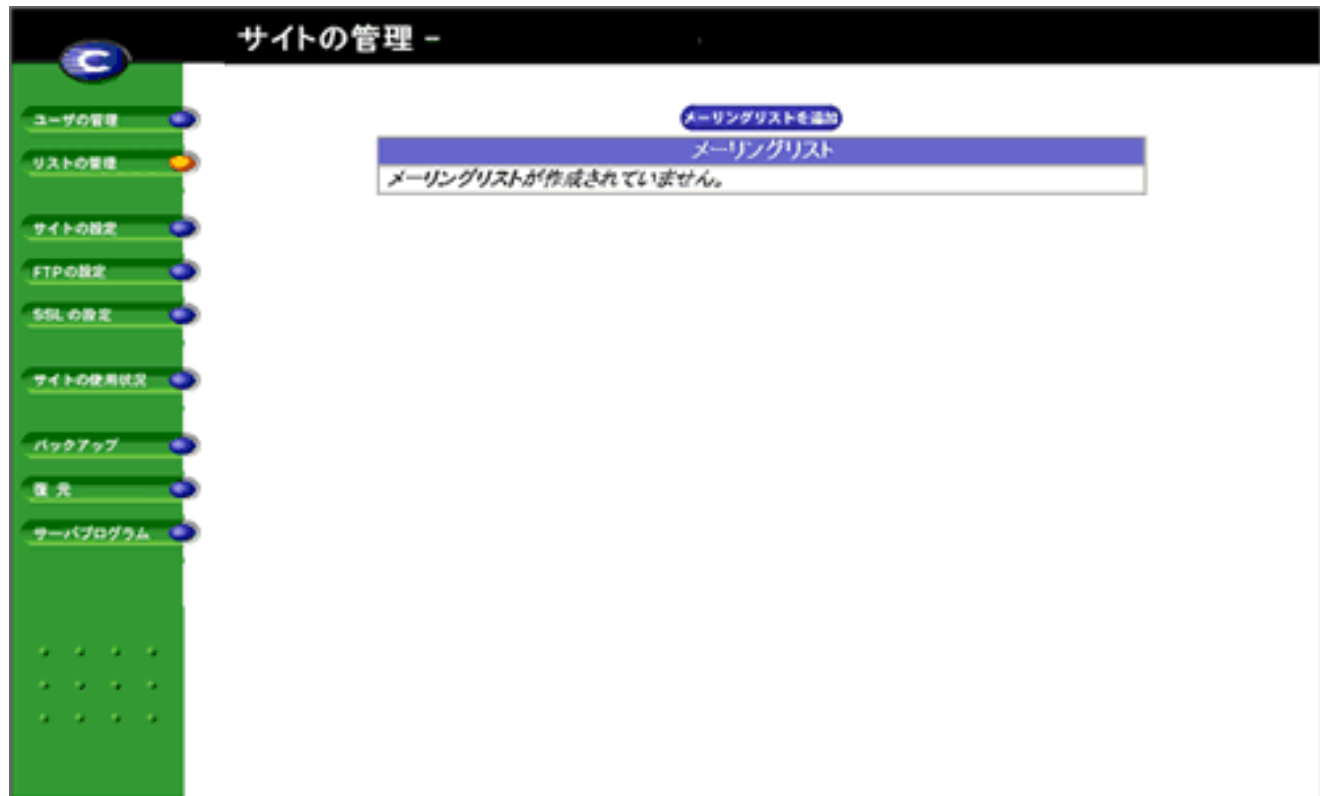 サイトの管理 -
C
ユーザの管理
リストの管理
サイトの設定
FTPの設定
SSLの設定
サイトの使用状況
バックアップ
復元
サーバプログラム
メーリングリストを追加
メーリングリスト
メーリングリストが作成されていません。